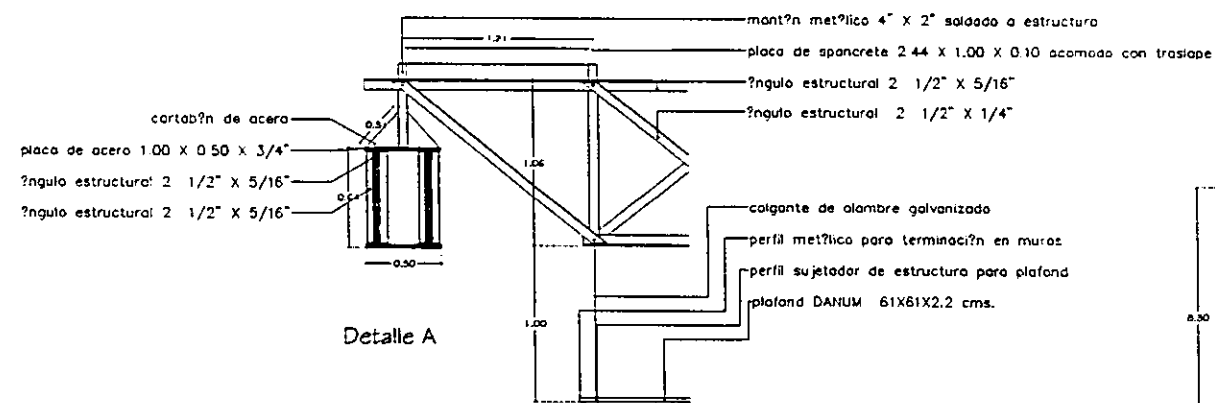 mont?n met?lico 4" X 2" soldado a estructura
1.21
placa de spancrete 2.44 X 1.00 X 0.10 acomodo con traslape
?ngulo estructural 2 1/2" X 5/16"
?ngulo estructural 2 1/2" X 1/4"
cartab?n de acero
placa de acero 1.00 X 0.50 X 3/4"
?ngulo estructural 2 1/2" X 5/16"
?ngulo estructural 2 1/2" X 5/16"
1.06
0.50
colgante de alambre galvanizado
perfil met?lico para terminaci?n en muros
perfil sujetador de estructura para plafond
plafond DANUM 61X61X2.2 cms.
1.00
Detalle A
8.30